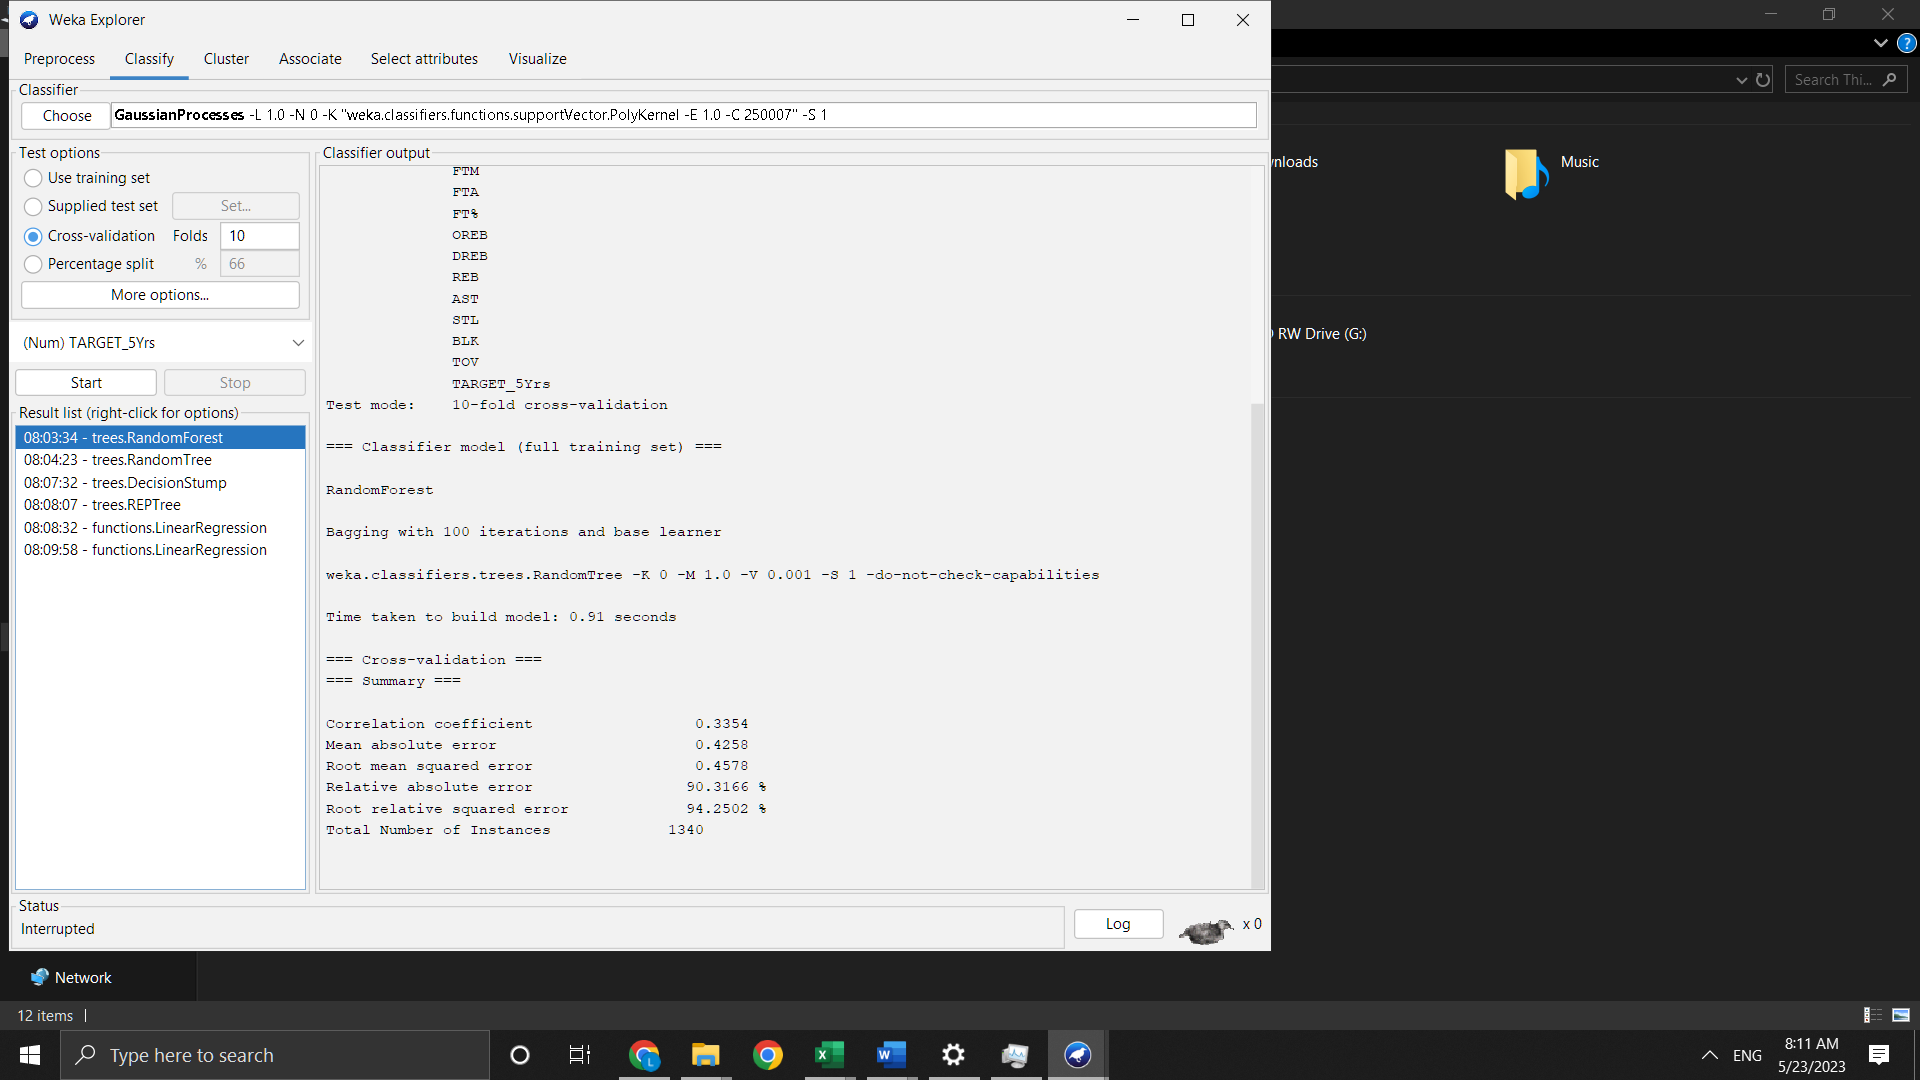 Weka Explorer
Preprocess Classify Cluster Associate Select attributes Visualize
Classifier
Choose GaussianProcesses -L 1.0 -N 0 -K "weka.classifiers.functions.supportVector.PolyKernel -E 1.0 -C 250007" -S 1
Test options
Use training set
Supplied test set Set...
Cross-validation Folds 10
Percentage split % 66
More options...
(Num) TARGET_5Yrs
Start Stop
Result list (right-click for options)
08:03:34 - trees.RandomForest
08:04:23 - trees.RandomTree
08:07:32 - trees.DecisionStump
08:08:07 - trees.REPTree
08:08:32 - functions.LinearRegression
08:09:58 - functions.LinearRegression
Classifier output
FTM
FTA
FT%
OREB
DREB
REB
AST
STL
BLK
TOV
TARGET_5Yrs
Test mode: 10-fold cross-validation
=== Classifier model (full training set) ===
RandomForest
Bagging with 100 iterations and base learner
weka.classifiers.trees.RandomTree -K 0 -M 1.0 -V 0.001 -S 1 -do-not-check-capabilities
Time taken to build model: 0.91 seconds
=== Cross-validation ===
=== Summary ===
Correlation coefficient 0.3354
Mean absolute error 0.4258
Root mean squared error 0.4578
Relative absolute error 90.3166 %
Root relative squared error 94.2502 %
Total Number of Instances 1340
Status
Interrupted
Log x 0
?
Search Thi...
nloads
Music
RW Drive (G:)
Network
12 items
Type here to search
L
ENG
8:11 AM
5/23/2023